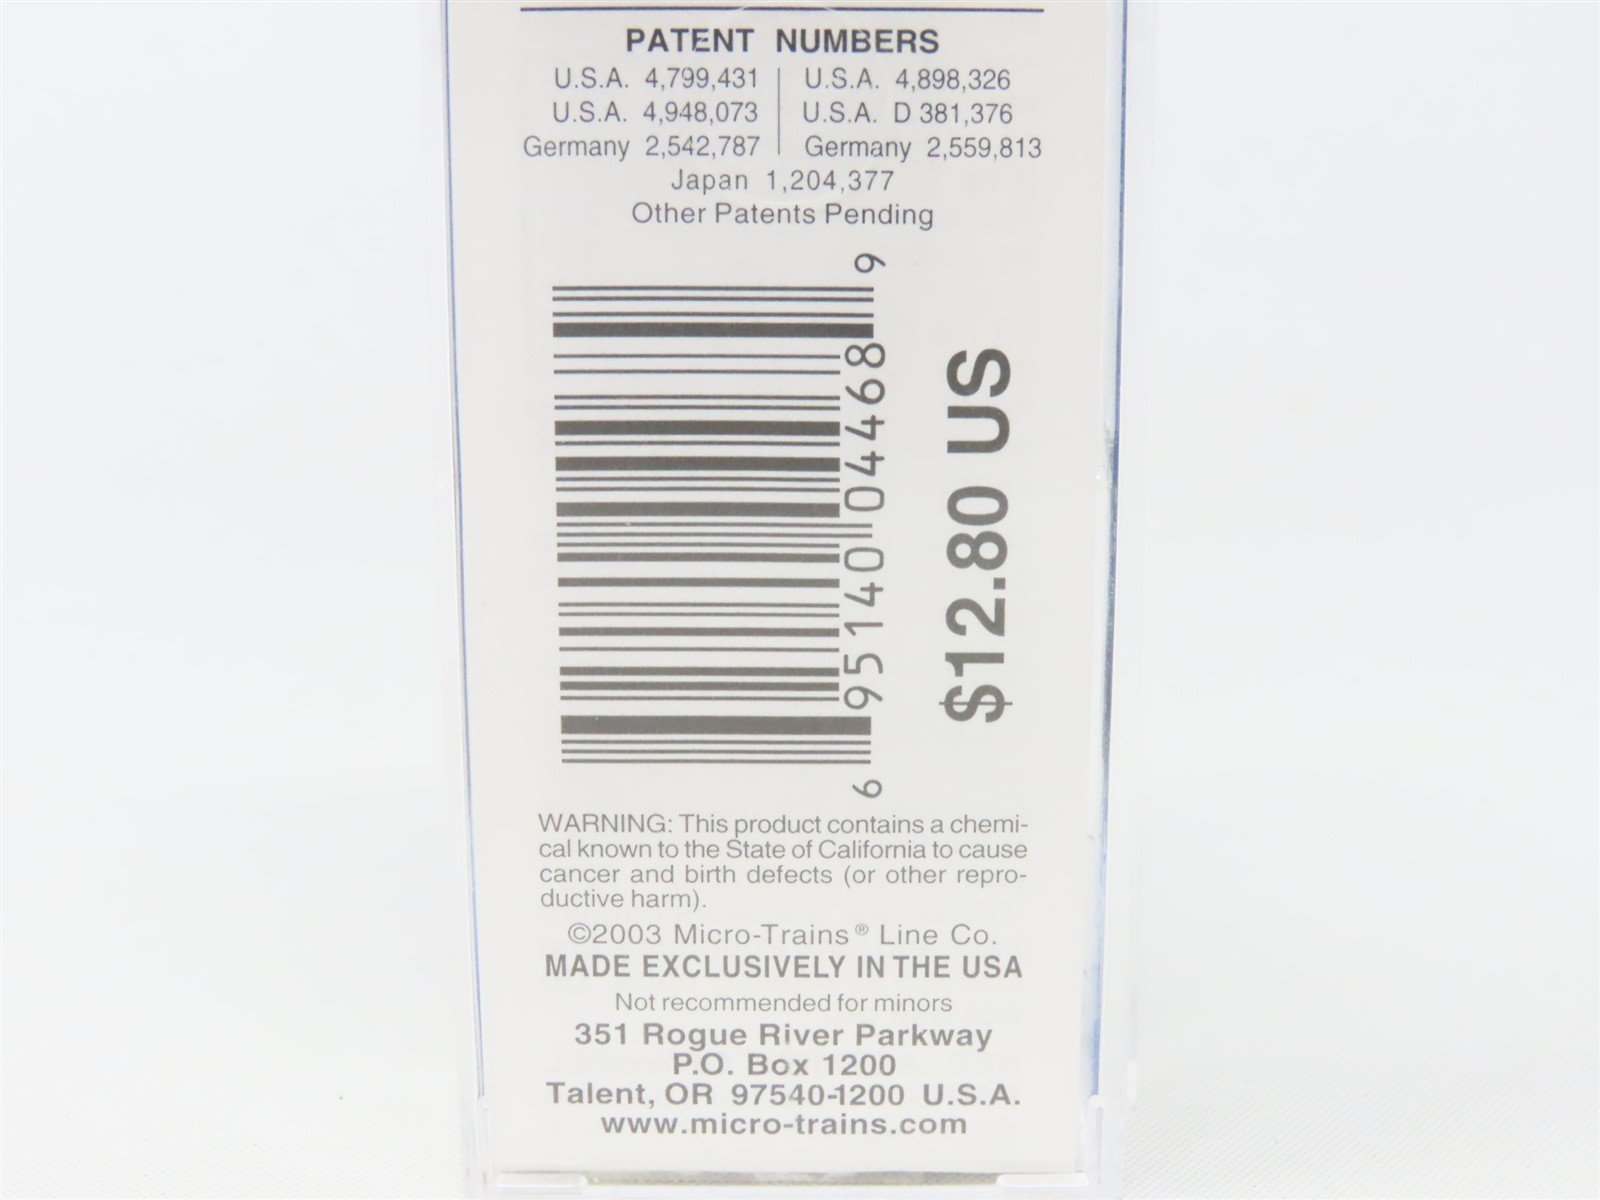 PATENT NUMBERS
U.S.A. 4,799,431 | U.S.A. 4,898,326
U.S.A. 4,948,073 | U.S.A. D 381,376
Germany 2,542,787 | Germany 2,559,813
Japan 1,204,377
Other Patents Pending
6 95140 04468 9
$12.80 US
WARNING: This product contains a chemi-
cal known to the State of California to cause
cancer and birth defects (or other repro-
ductive harm).
©2003 Micro-Trains® Line Co.
MADE EXCLUSIVELY IN THE USA
Not recommended for minors
351 Rogue River Parkway
P.O. Box 1200
Talent, OR 97540-1200 U.S.A.
www.micro-trains.com